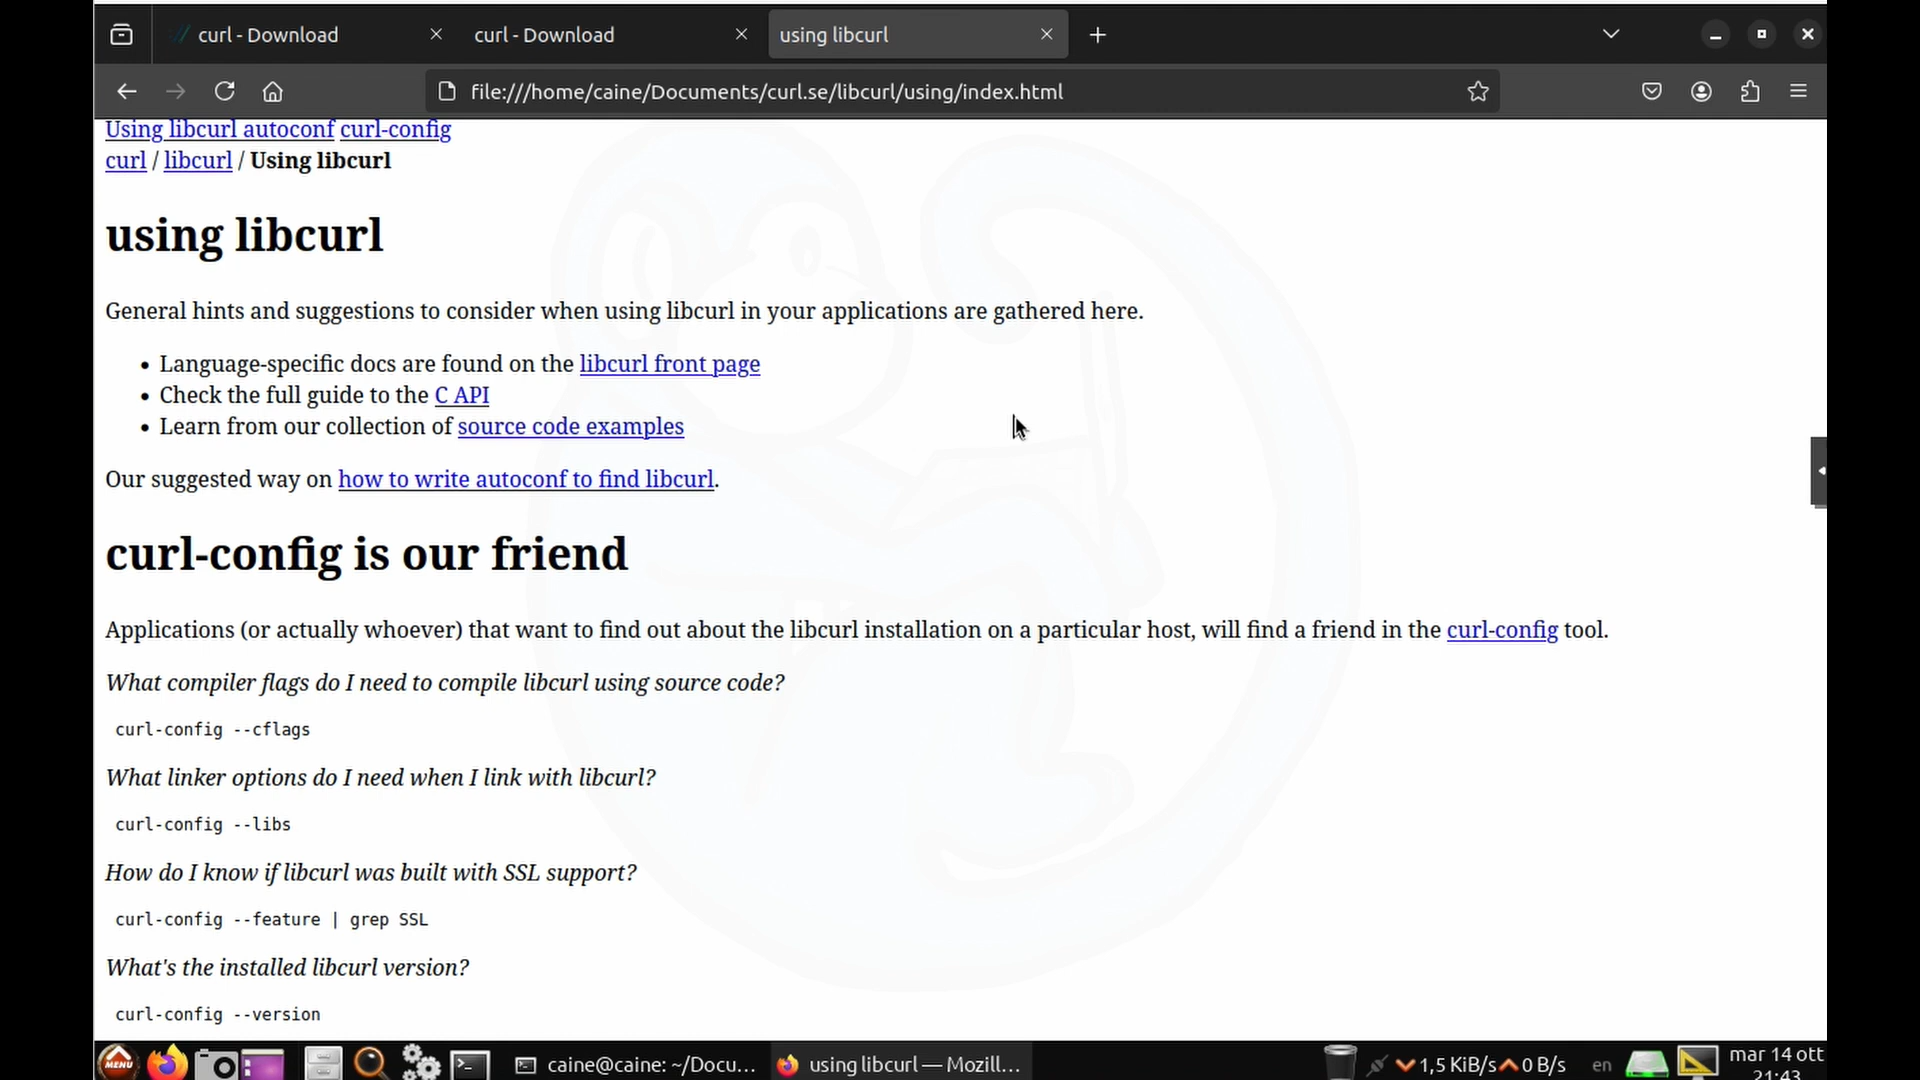 curl - Download
curl - Download
using libcurl
file:///home/caine/Documents/curl.se/libcurl/using/index.html
Using libcurl autoconf curl-config
curl / libcurl / Using libcurl
using libcurl
General hints and suggestions to consider when using libcurl in your applications are gathered here.
• Language-specific docs are found on the libcurl front page
• Check the full guide to the C API
• Learn from our collection of source code examples
Our suggested way on how to write autoconf to find libcurl.
curl-config is our friend
Applications (or actually whoever) that want to find out about the libcurl installation on a particular host, will find a friend in the curl-config tool.
What compiler flags do I need to compile libcurl using source code?
curl-config --cflags
What linker options do I need when I link with libcurl?
curl-config --libs
How do I know if libcurl was built with SSL support?
curl-config --feature | grep SSL
What's the installed libcurl version?
curl-config --version
MENU
caine@caine: ~/Docu...
using libcurl — Mozill...
1,5 KiB/s 0 B/s
en
mar 14 ott
21:43